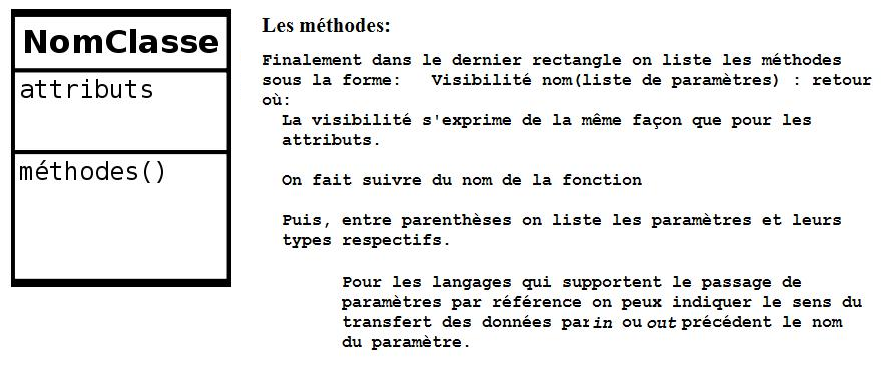 NomClasse
attributs
méthodes()
Les méthodes:
Finalement dans le dernier rectangle on liste les méthodes
sous la forme: Visibilité nom(liste de paramètres) : retour
où:
La visibilité s'exprime de la même façon que pour les
attributs.
On fait suivre du nom de la fonction
Puis, entre parenthèses on liste les paramètres et leurs
types respectifs.
Pour les langages qui supportent le passage de
paramètres par référence on peux indiquer le sens du
transfert des données par in ou out précédent le nom
du paramètre.